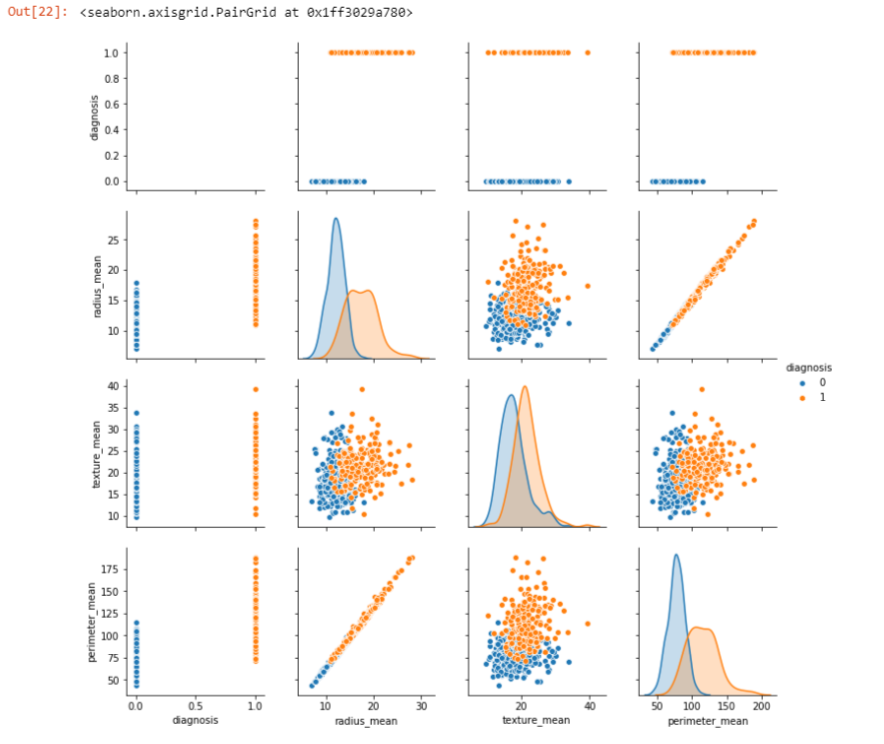 Out[22]: <seaborn.axisgrid.PairGrid at 0x1ff3029a780>
1.0
0.8
0.6
0.4
0.2
0.0
diagnosis
25
20
15
10
radius_mean
40
35
30
25
20
15
10
texture_mean
175
150
125
100
75
50
perimeter_mean
0.0 0.5 1.0
diagnosis
10 20 30
radius_mean
20 40
texture_mean
50 100 150 200
perimeter_mean
diagnosis
0
1